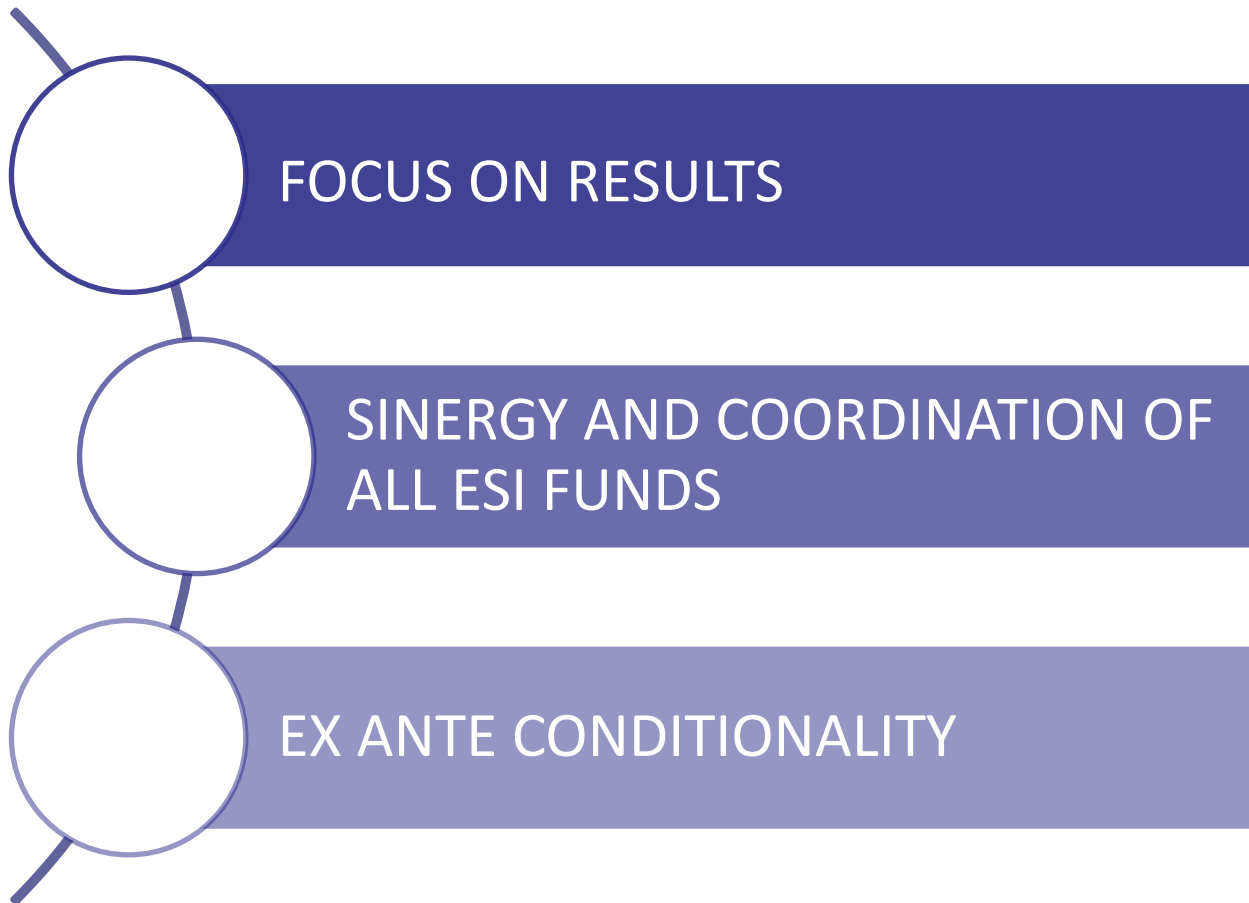 FOCUS ON RESULTS
SINERGY AND COORDINATION OF
ALL ESI FUNDS
EX ANTE CONDITIONALITY